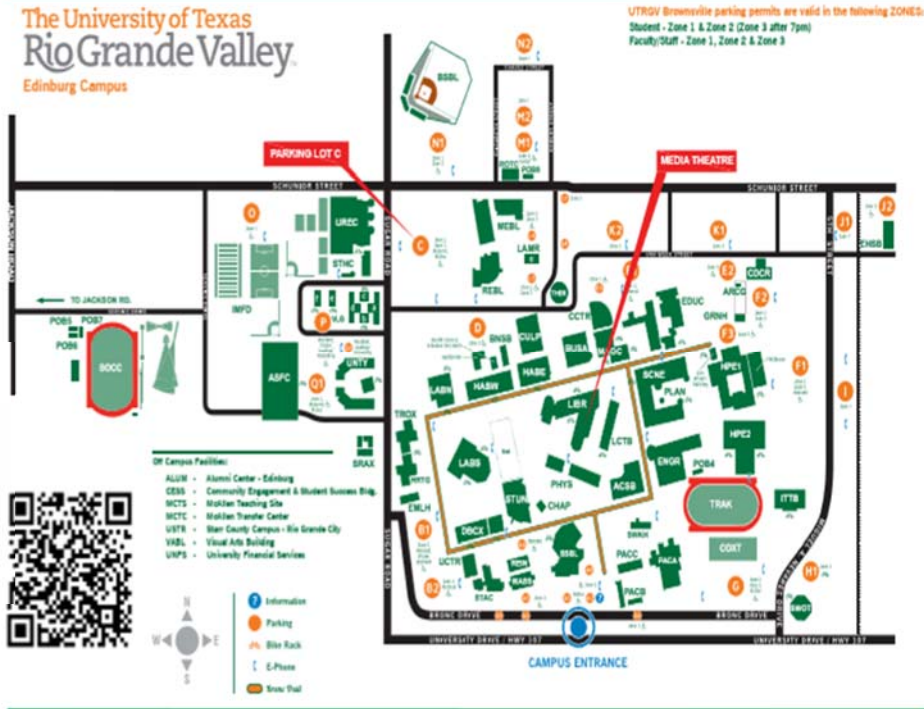 The University of Texas
Rio Grande Valley
Edinburg Campus
UTRGV Brownsville parking permits are valid in the following ZONES:
Student - Zone 1 & Zone 2 (Zone 3 after 7pm)
Faculty/Staff - Zone 1, Zone 2 & Zone 3
N2
BSBL
M2
N1
M1
PARKING LOT C
MEDIA THEATRE
POB8
SCHUNIOR STREET
SCHUNIOR STREET
O
UREC
C
MEBL
K2
K1
J1
J2
STHC
LAMR
EHSB
SUGAR ROAD
REBL
E2
CDCR
TO JACKSON RD.
IMFD
P
CCTR
EDUC
ARCG
F2
GRNH
POB5
POB7
POB6
D
BNSB
CULP
BUSA
F3
SOCC
ASFC
Q1
UNTY
LABN
HABW
HABE
SCNE
PLAN
HPE1
F1
I
TROX
LIBR
LCTB
HPE2
SRAX
LABS
PHYS
ENGR
POB4
ACSB
TRAK
ITTB
Off Campus Facilities:
ALUM - Alumni Center - Edinburg
CESS - Community Engagement & Student Success Bldg.
MCTS - McAllen Teaching Site
MCTC - McAllen Transfer Center
USTR - Starr County Campus - Rio Grande City
VABL - Visual Arts Building
UNFS - University Financial Services
EMLH
STUN
CHAP
B1
DBCX
SWKH
COXT
UCTR
SSBL
PACC
PACA
B2
STAC
MASS
PACB
G
H1
SUGAR ROAD
BRONC DRIVE
BRONC DRIVE
UNIVERSITY DRIVE / HWY 107
UNIVERSITY DRIVE / HWY 107
CAMPUS ENTRANCE
N
W
E
S
? Information
Parking
Bike Rack
E-Phone